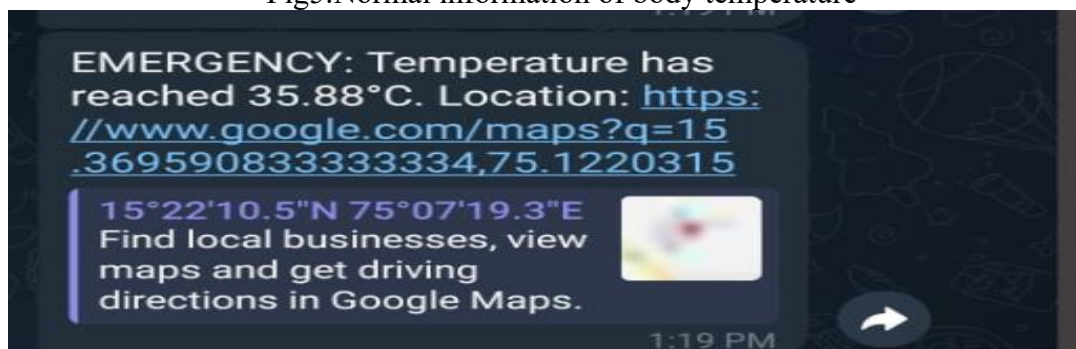 EMERGENCY: Temperature has
reached 35.88°C. Location: https:
//www.google.com/maps?q=15
.369590833333334,75.1220315
15°22'10.5"N 75°07'19.3"E
Find local businesses, view
maps and get driving
directions in Google Maps.
1:19 PM